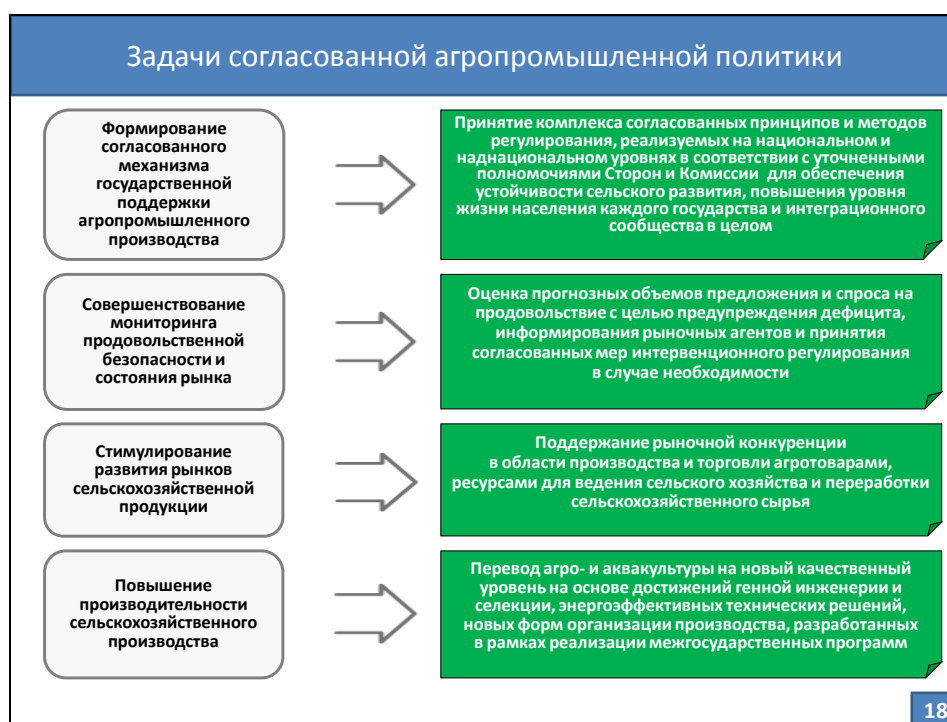 Задачи согласованной агропромышленной политики
Формирование
согласованного
механизма
государственной
поддержки
агропромышленного
производства
Принятие комплекса согласованных принципов и методов
регулирования, реализуемых на национальном и
наднациональном уровнях в соответствии с уточненными
полномочиями Сторон и Комиссии для обеспечения
устойчивости сельского развития, повышения уровня
жизни населения каждого государства и интеграционного
сообщества в целом
Совершенствование
мониторинга
продовольственной
безопасности и
состояния рынка
Оценка прогнозных объемов предложения и спроса на
продовольствие с целью предупреждения дефицита,
информирования рыночных агентов и принятия
согласованных мер интервенционного регулирования
в случае необходимости
Стимулирование
развития рынков
сельскохозяйственной
продукции
Поддержание рыночной конкуренции
в области производства и торговли агротоварами,
ресурсами для ведения сельского хозяйства и переработки
сельскохозяйственного сырья
Повышение
производительности
сельскохозяйственного
производства
Перевод агро- и аквакультуры на новый качественный
уровень на основе достижений генной инженерии и
селекции, энергоэффективных технических решений,
новых форм организации производства, разработанных
в рамках реализации межгосударственных программ
18